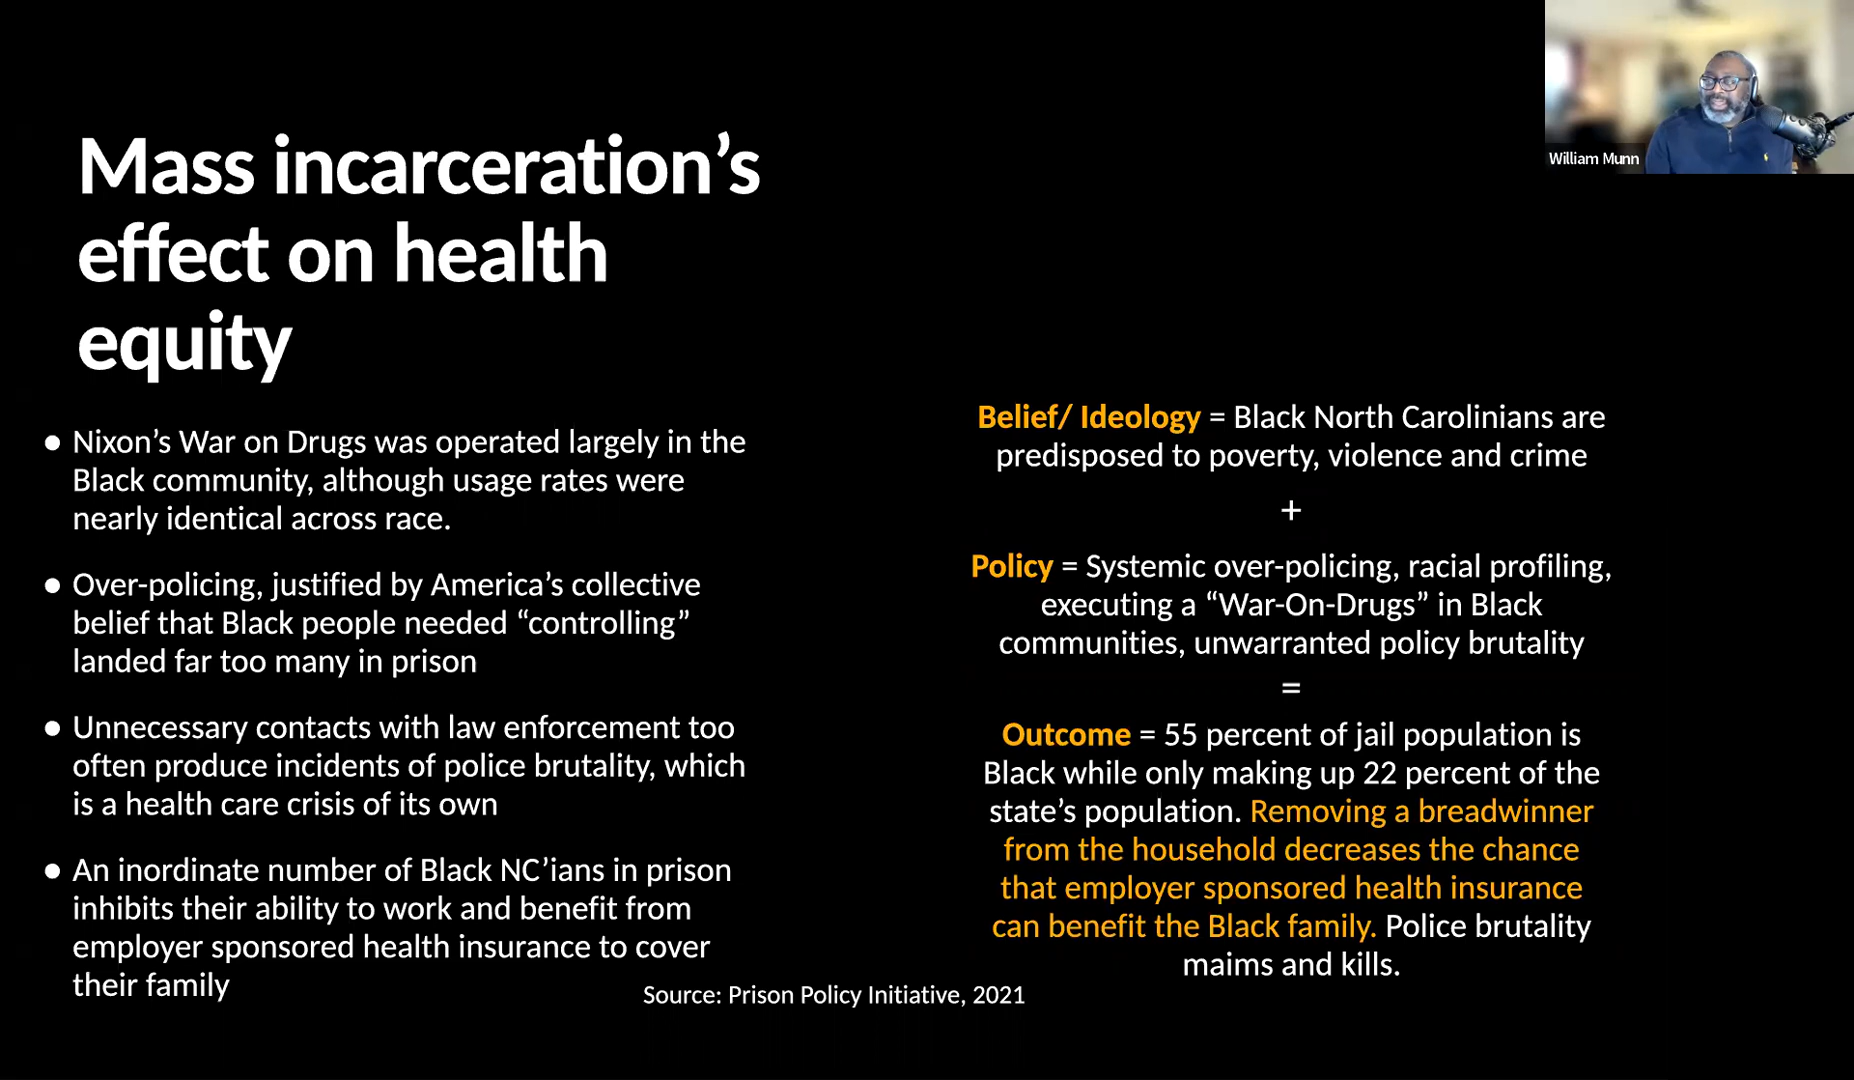 Mass incarceration’s
effect on health
equity
● Nixon’s War on Drugs was operated largely in the
Black community, although usage rates were
nearly identical across race.
● Over-policing, justified by America’s collective
belief that Black people needed “controlling”
landed far too many in prison
● Unnecessary contacts with law enforcement too
often produce incidents of police brutality, which
is a health care crisis of its own
● An inordinate number of Black NC’ians in prison
inhibits their ability to work and benefit from
employer sponsored health insurance to cover
their family
Belief/ Ideology = Black North Carolinians are
predisposed to poverty, violence and crime
+
Policy = Systemic over-policing, racial profiling,
executing a “War-On-Drugs” in Black
communities, unwarranted policy brutality
=
Outcome = 55 percent of jail population is
Black while only making up 22 percent of the
state’s population. Removing a breadwinner
from the household decreases the chance
that employer sponsored health insurance
can benefit the Black family. Police brutality
maims and kills.
Source: Prison Policy Initiative, 2021
William Munn